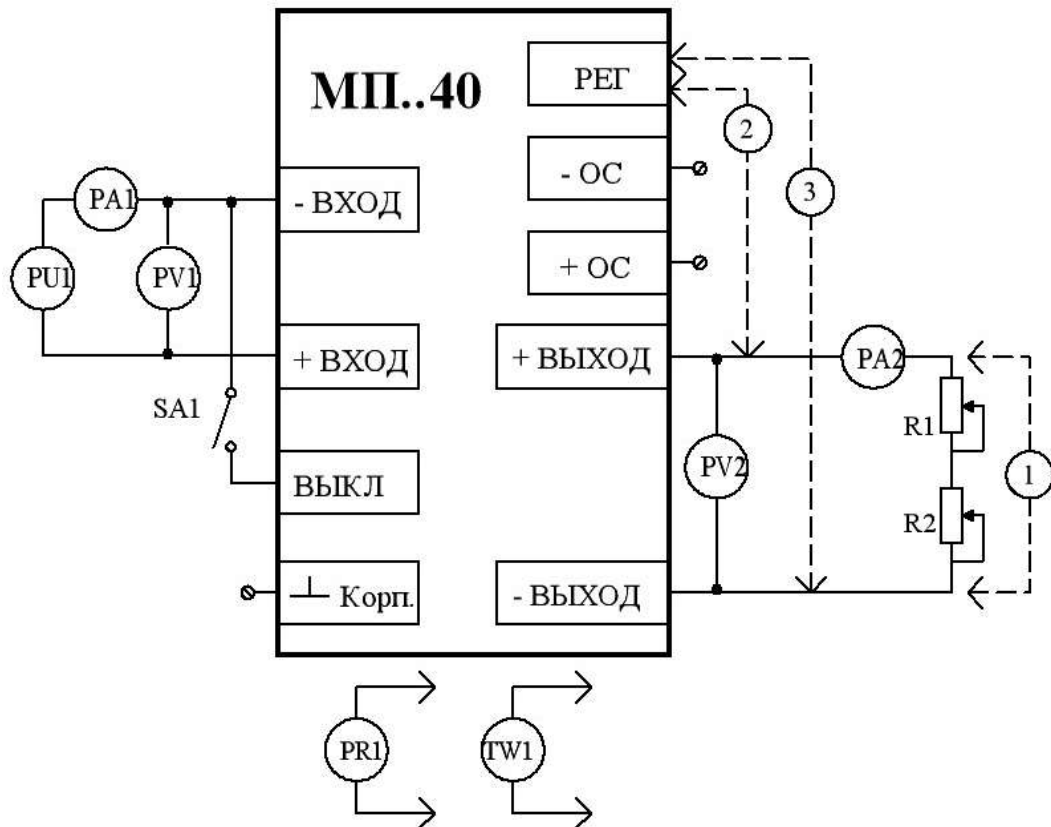 МП..40
РЕГ
- ОС
+ ОС
- ВХОД
+ ВХОД
+ ВЫХОД
ВЫКЛ
Корп.
- ВЫХОД
PA1
PU1
PV1
SA1
2
3
PA2
PV2
R1
R2
1
PR1
TW1